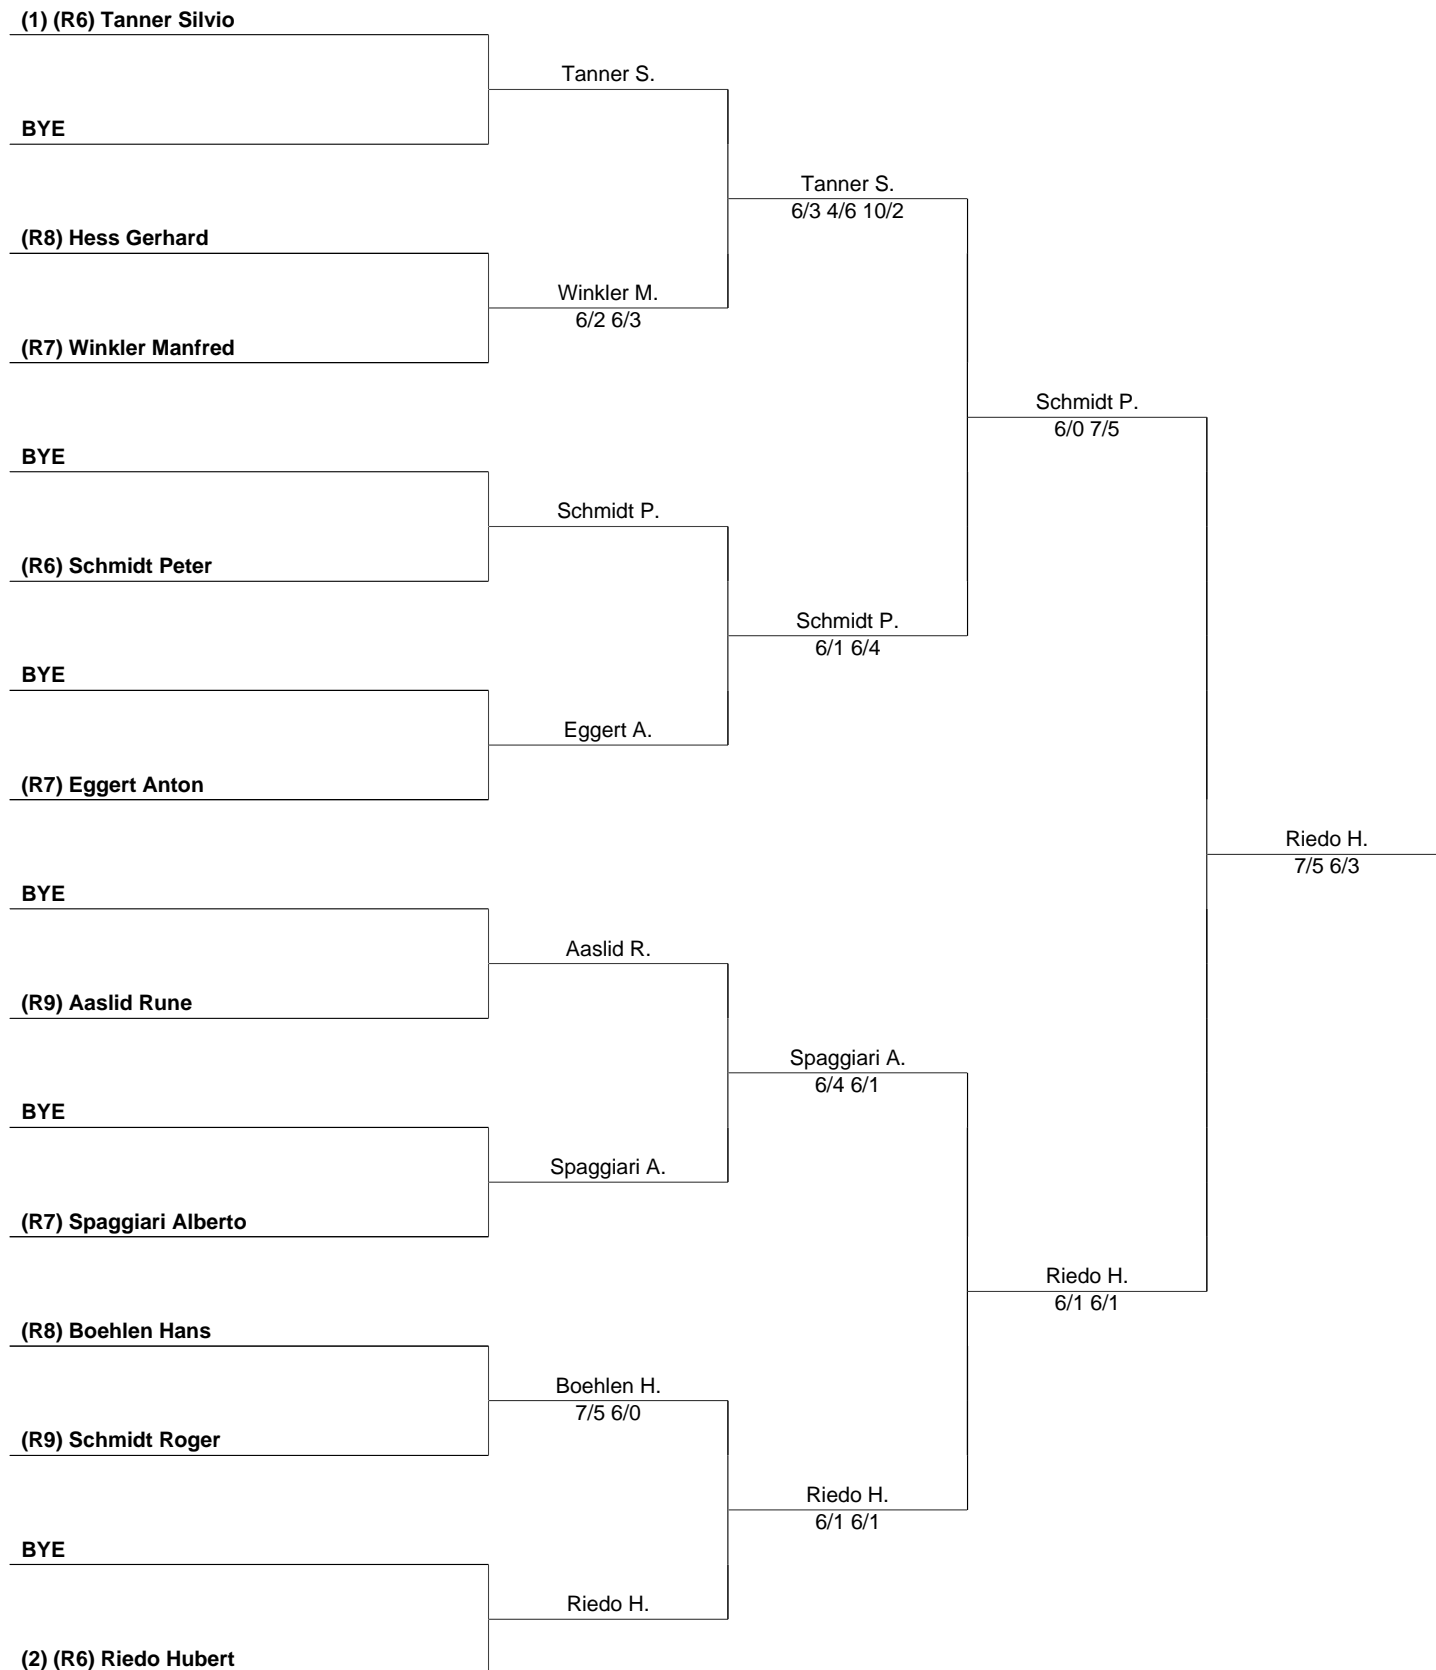 (1) (R6) Tanner Silvio
Tanner S.
BYE
Tanner S.
6/3 4/6 10/2
(R8) Hess Gerhard
Winkler M.
6/2 6/3
(R7) Winkler Manfred
Schmidt P.
6/0 7/5
BYE
Schmidt P.
(R6) Schmidt Peter
Schmidt P.
6/1 6/4
BYE
Eggert A.
(R7) Eggert Anton
Riedo H.
7/5 6/3
BYE
Aaslid R.
(R9) Aaslid Rune
Spaggiari A.
6/4 6/1
BYE
Spaggiari A.
(R7) Spaggiari Alberto
Riedo H.
6/1 6/1
(R8) Boehlen Hans
Boehlen H.
7/5 6/0
(R9) Schmidt Roger
Riedo H.
6/1 6/1
BYE
Riedo H.
(2) (R6) Riedo Hubert